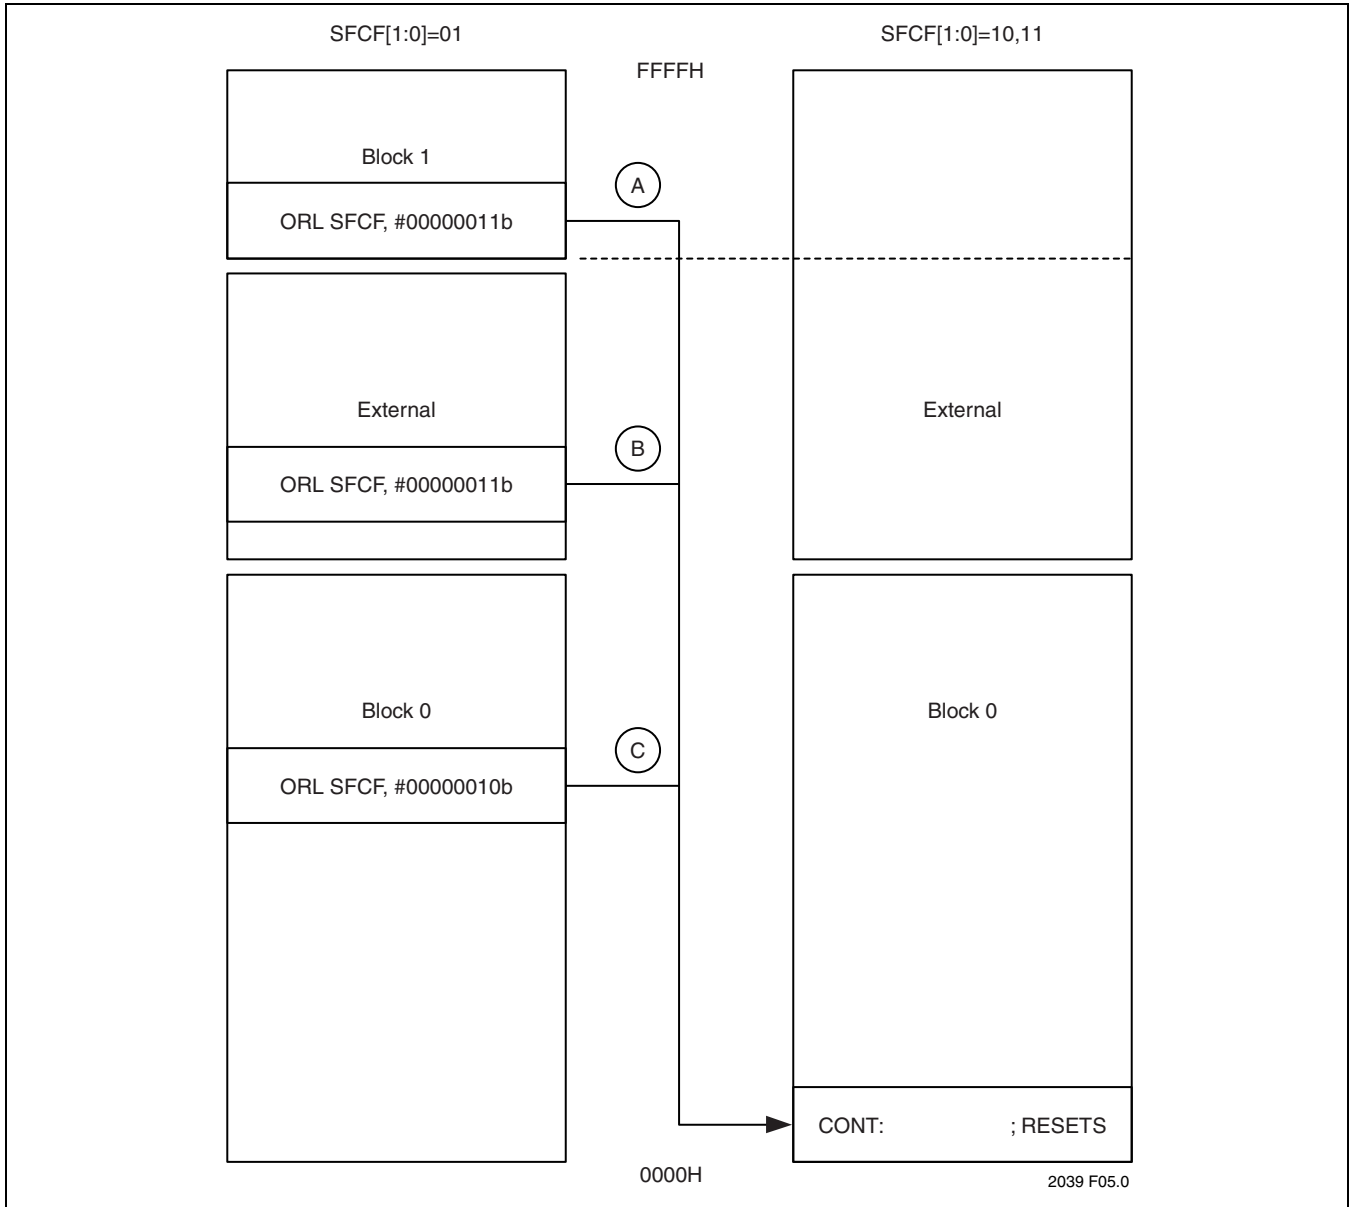 SFCF[1:0]=01
SFCF[1:0]=10,11
FFFFH
Block 1
A
ORL SFCF, #00000011b
External
External
B
ORL SFCF, #00000011b
Block 0
Block 0
C
ORL SFCF, #00000010b
CONT: ; RESETS
0000H
2039 F05.0